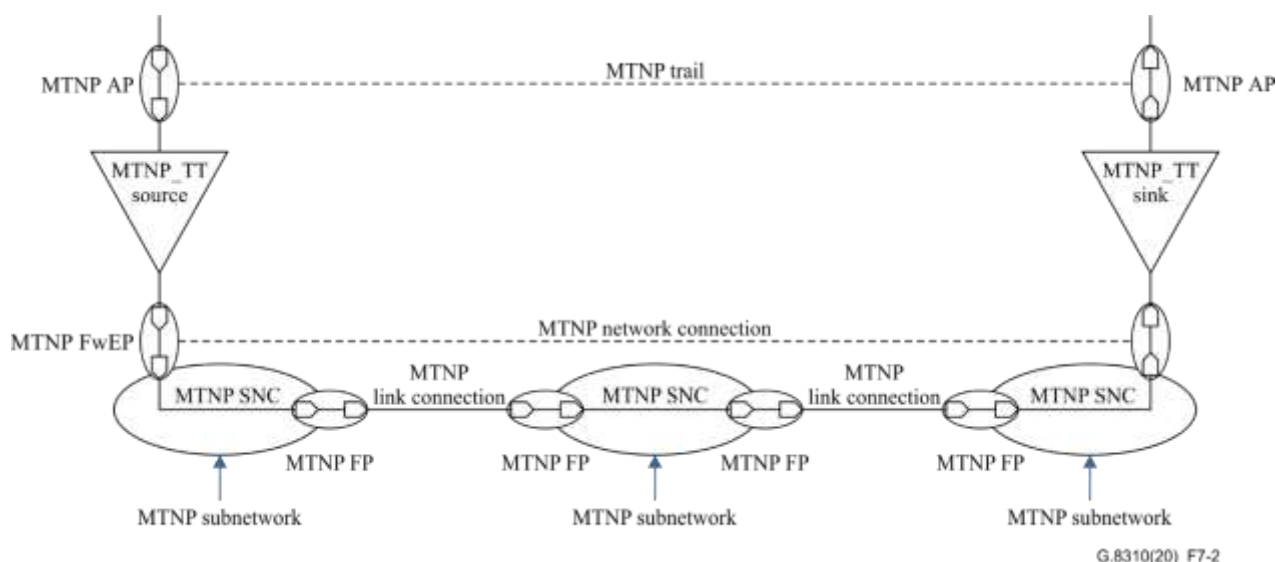 MTNP trail
MTNP AP
MTNP AP
MTNP_TT
source
MTNP_TT
sink
MTNP network connection
MTNP FwEP
MTNP
link connection
MTNP
link connection
MTNP SNC
MTNP SNC
MTNP SNC
MTNP FP
MTNP FP
MTNP FP
MTNP FP
MTNP subnetwork
MTNP subnetwork
MTNP subnetwork
G.8310(20)_F7-2